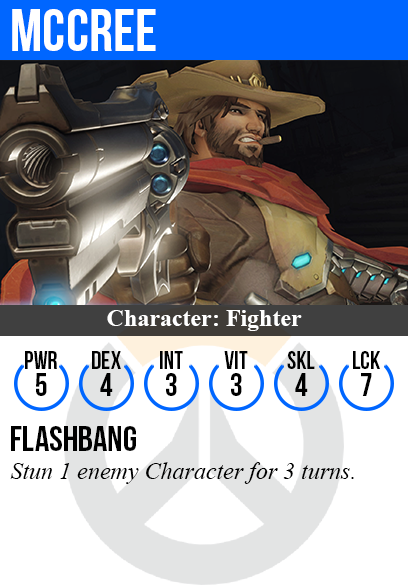 MCCREE
Character: Fighter
PWR DEX INT VIT SKL LCK
5 4 3 3 4 7
FLASHBANG
Stun 1 enemy Character for 3 turns.